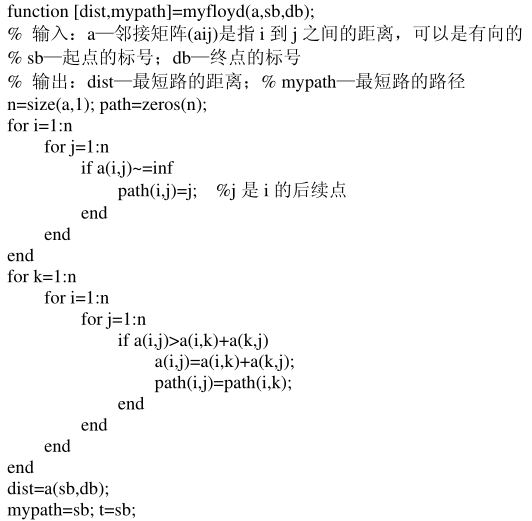 function [dist,mypath]=myfloyd(a,sb,db);
% 输入：a—邻接矩阵(aij)是指 i 到 j 之间的距离，可以是有向的
% sb—起点的标号；db—终点的标号
% 输出：dist—最短路的距离；% mypath—最短路的路径
n=size(a,1); path=zeros(n);
for i=1:n
for j=1:n
if a(i,j)~=inf
path(i,j)=j; %j 是 i 的后续点
end
end
end
for k=1:n
for i=1:n
for j=1:n
if a(i,j)>a(i,k)+a(k,j)
a(i,j)=a(i,k)+a(k,j);
path(i,j)=path(i,k);
end
end
end
end
dist=a(sb,db);
mypath=sb; t=sb;